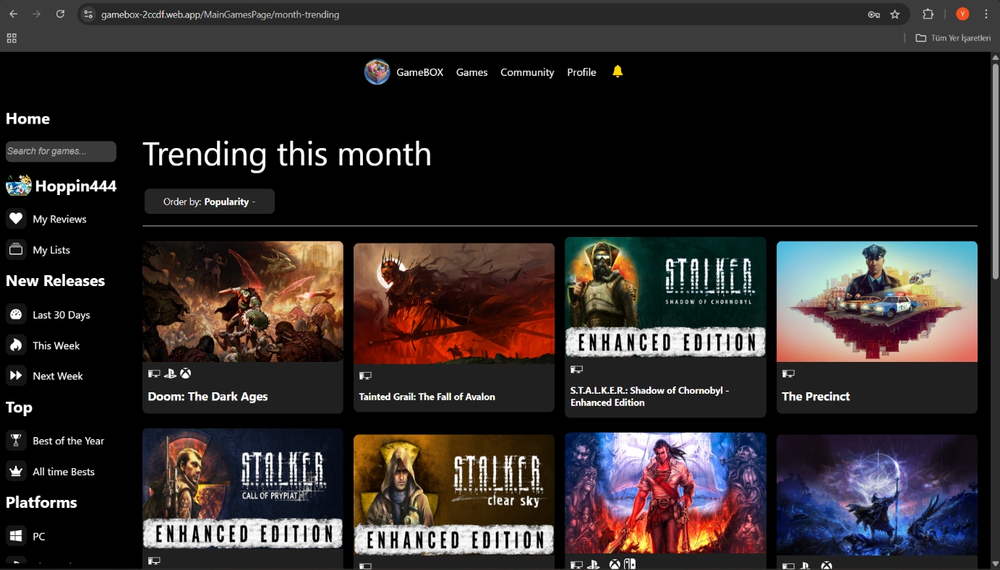 gamebox-2ccdf.web.app/MainGamesPage/month-trending
Y
Tüm Yer İşaretleri
GameBOX Games Community Profile
Home
Search for games...
Hoppin444
My Reviews
My Lists
New Releases
Last 30 Days
This Week
Next Week
Top
Best of the Year
All time Bests
Platforms
PC
Trending this month
Order by: Popularity -
Doom: The Dark Ages
Tainted Grail: The Fall of Avalon
S.T.A.L.K.E.R.
SHADOW OF CHORNOBYL
ENHANCED EDITION
S.T.A.L.K.E.R.: Shadow of Chornobyl -
Enhanced Edition
The Precinct
S.T.A.L.K.E.R.
CALL OF PRYPIAT
ENHANCED EDITION
S.T.A.L.K.E.R.
clear sky
ENHANCED EDITION